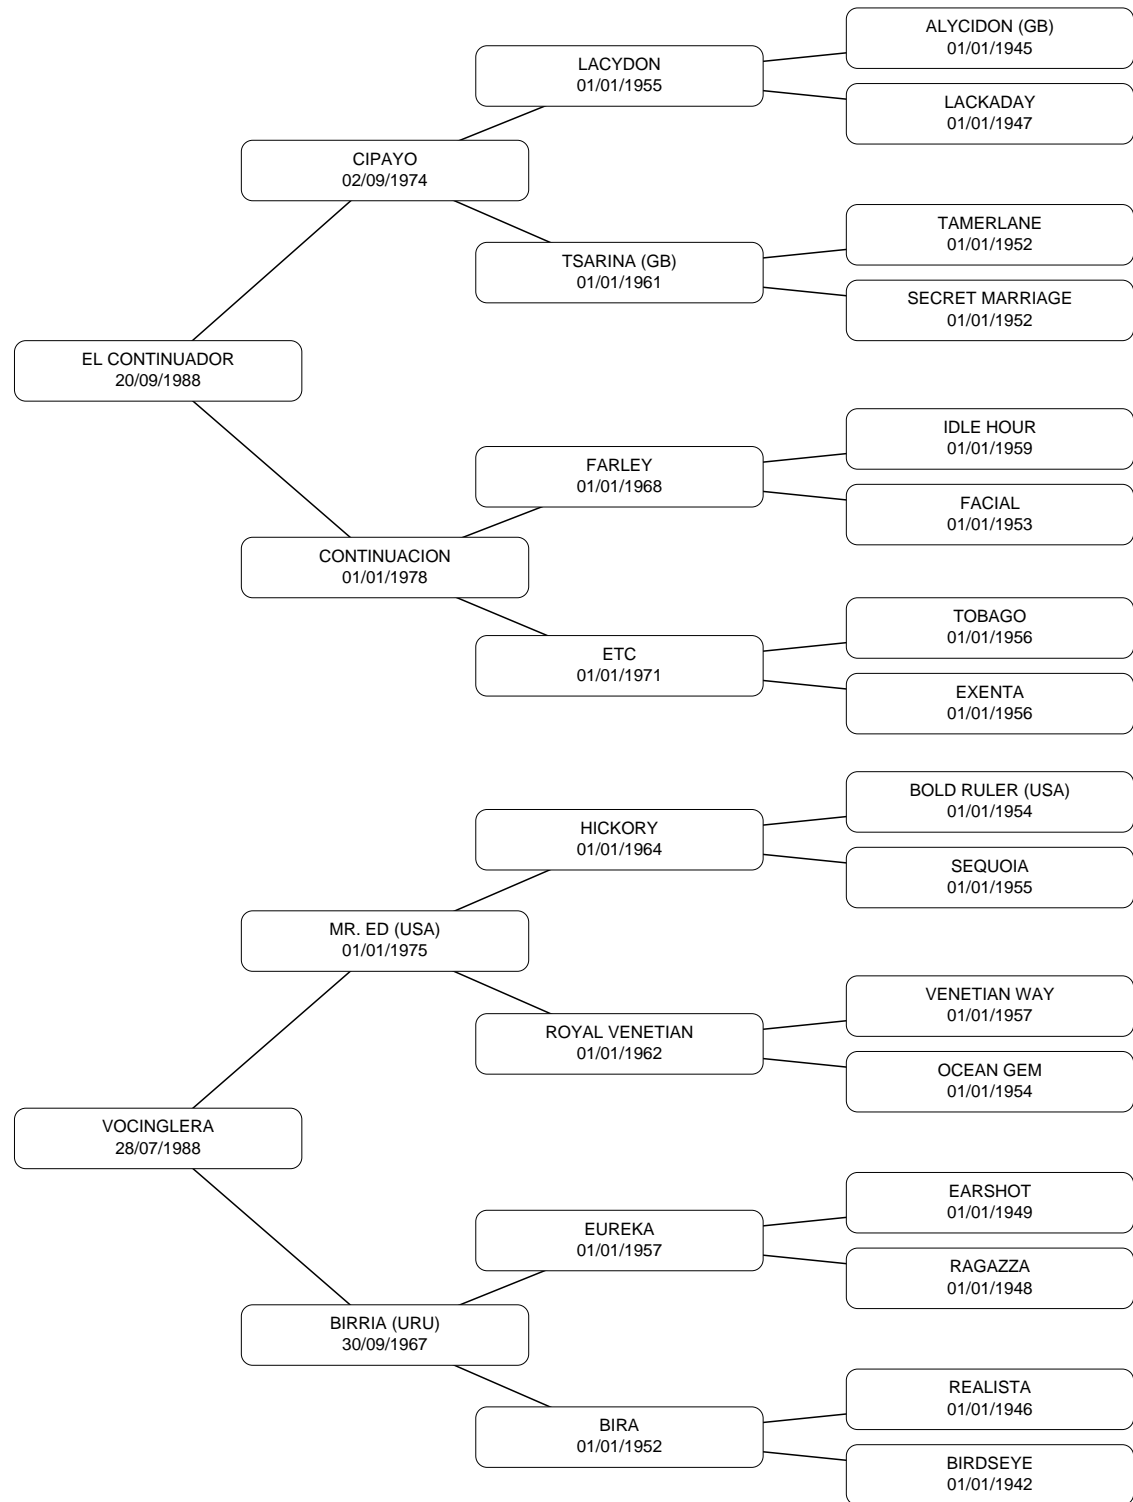 ALYCIDON (GB)
01/01/1945
LACYDON
01/01/1955
LACKADAY
01/01/1947
CIPAYO
02/09/1974
TAMERLANE
01/01/1952
TSARINA (GB)
01/01/1961
SECRET MARRIAGE
01/01/1952
EL CONTINUADOR
20/09/1988
IDLE HOUR
01/01/1959
FARLEY
01/01/1968
FACIAL
01/01/1953
CONTINUACION
01/01/1978
TOBAGO
01/01/1956
ETC
01/01/1971
EXENTA
01/01/1956
BOLD RULER (USA)
01/01/1954
HICKORY
01/01/1964
SEQUOIA
01/01/1955
MR. ED (USA)
01/01/1975
VENETIAN WAY
01/01/1957
ROYAL VENETIAN
01/01/1962
OCEAN GEM
01/01/1954
VOCINGLERA
28/07/1988
EARSHOT
01/01/1949
EUREKA
01/01/1957
RAGAZZA
01/01/1948
BIRRIA (URU)
30/09/1967
REALISTA
01/01/1946
BIRA
01/01/1952
BIRDSEYE
01/01/1942